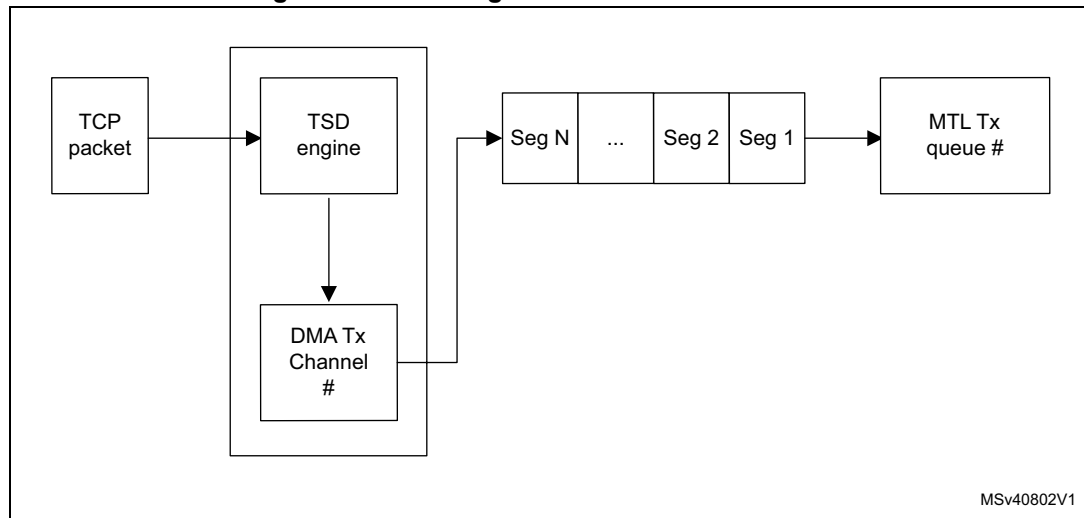 TCP
packet
TSD
engine
DMA Tx
Channel
#
Seg N
...
Seg 2
Seg 1
MTL Tx
queue #
MSv40802V1